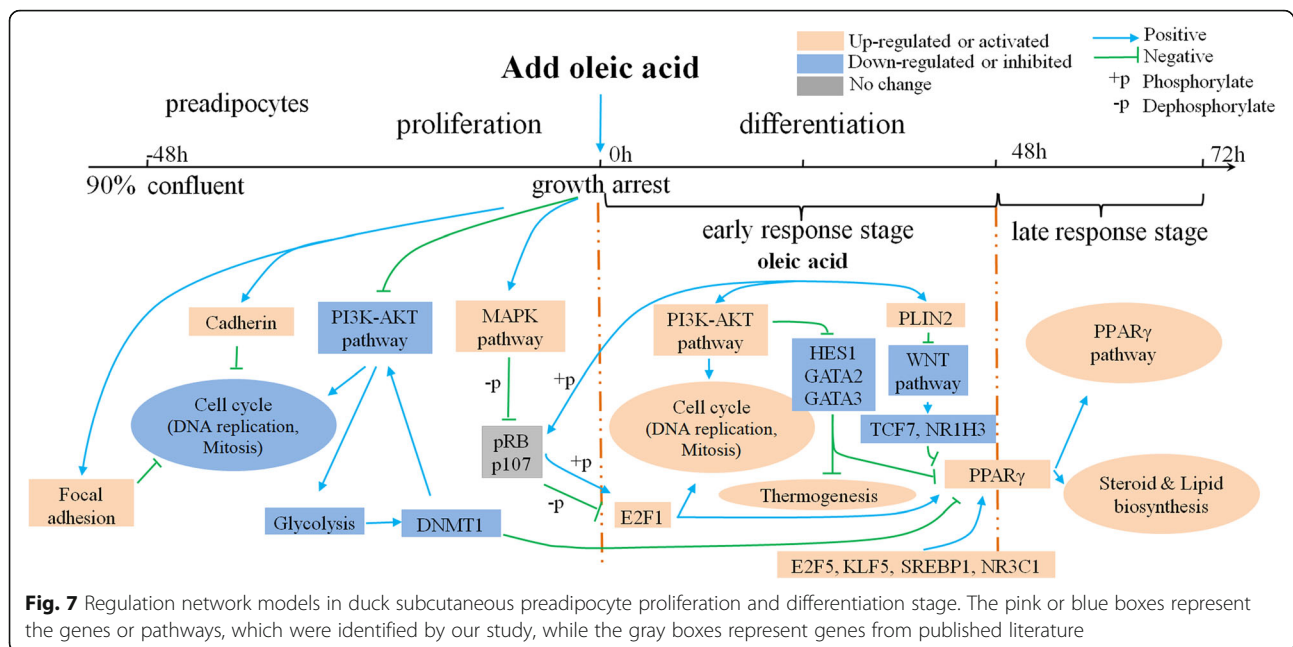 Add oleic acid
Up-regulated or activated
Down-regulated or inhibited
No change
Positive
Negative
+p Phosphorylate
-p Dephosphorylate
preadipocytes
proliferation
differentiation
-48h
0h
48h
72h
90% confluent
growth arrest
early response stage
late response stage
oleic acid
Cadherin
PI3K-AKT
pathway
MAPK
pathway
PI3K-AKT
pathway
PLIN2
PPARγ
pathway
HES1
GATA2
GATA3
WNT
pathway
-p
+p
Cell cycle
(DNA replication,
Mitosis)
Cell cycle
(DNA replication,
Mitosis)
TCF7, NR1H3
pRB
p107
+p
-p
Focal
adhesion
Glycolysis
DNMT1
E2F1
Thermogenesis
PPARγ
Steroid & Lipid
biosynthesis
E2F5, KLF5, SREBP1, NR3C1
Fig. 7 Regulation network models in duck subcutaneous preadipocyte proliferation and differentiation stage. The pink or blue boxes represent
the genes or pathways, which were identified by our study, while the gray boxes represent genes from published literature